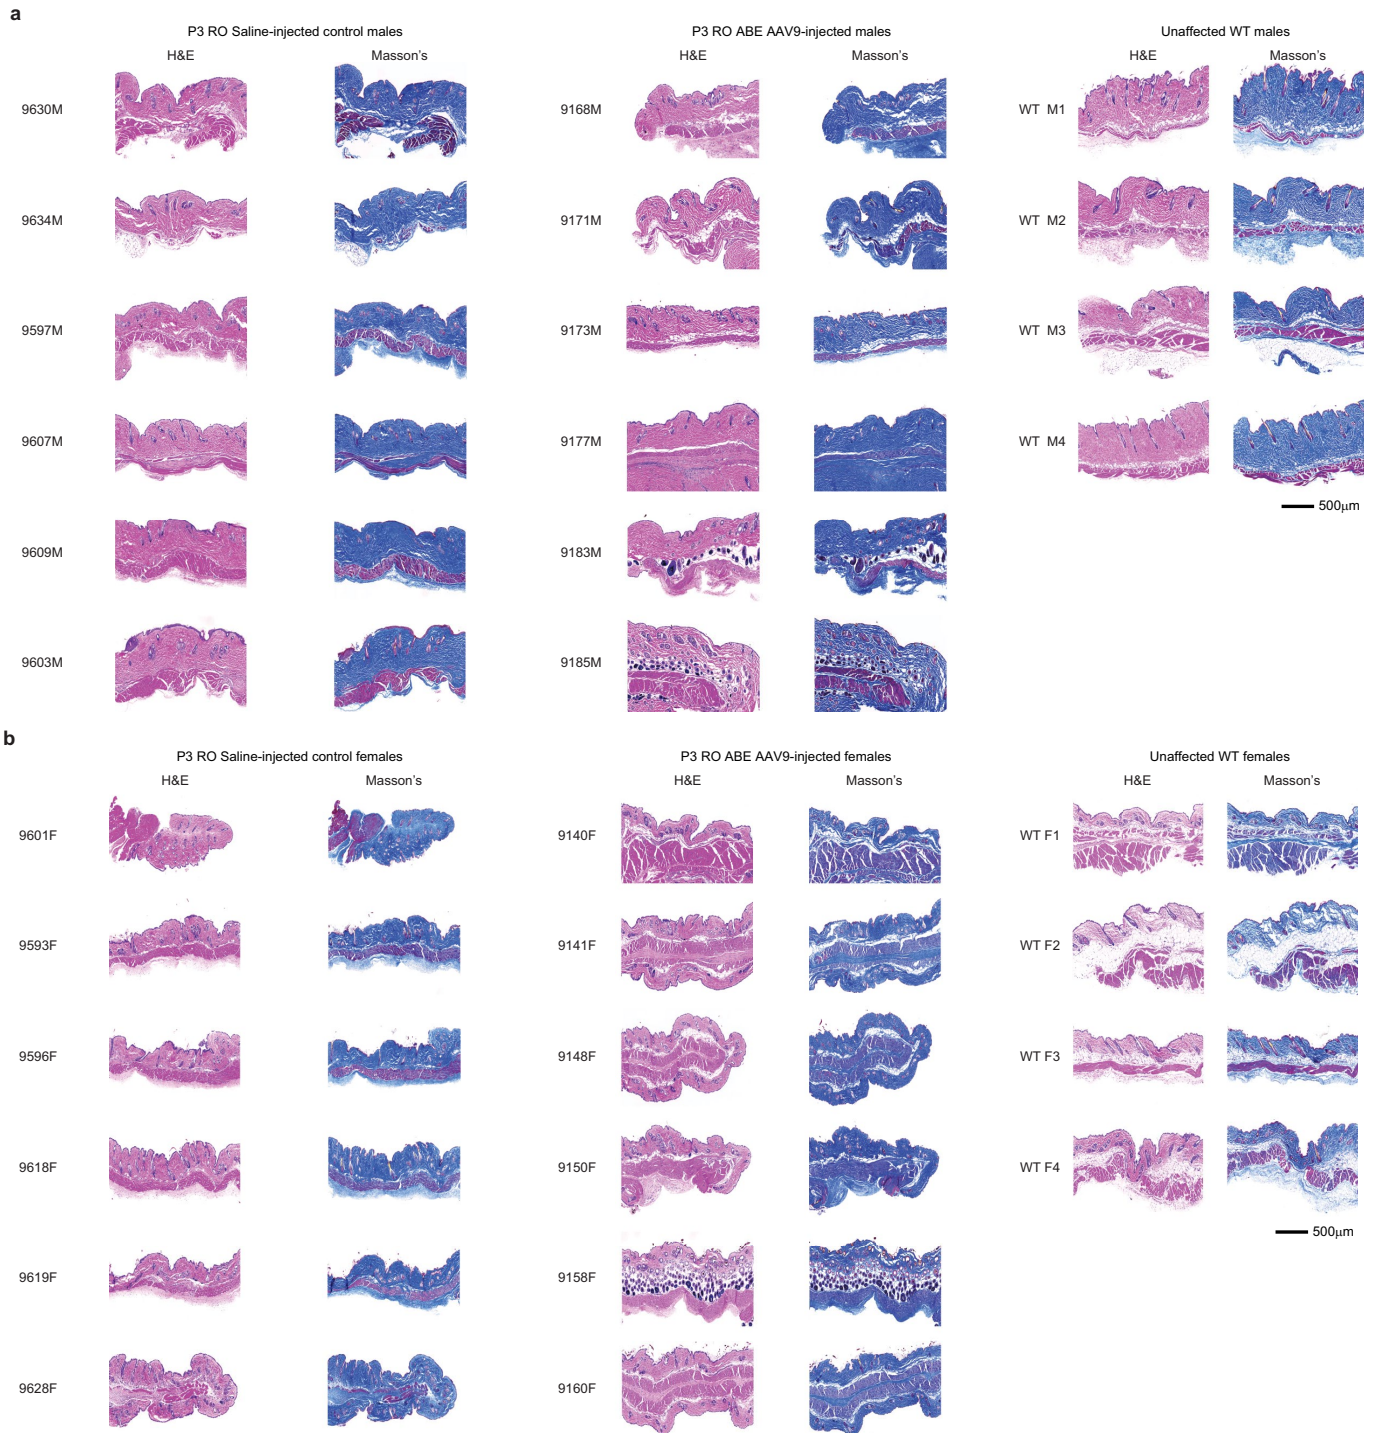 a
P3 RO Saline-injected control males
P3 RO ABE AAV9-injected males
Unaffected WT males
H&E
Masson's
H&E
Masson's
H&E
Masson's
9630M
9168M
WT M1
9634M
9171M
WT M2
9597M
9173M
WT M3
9607M
9177M
WT M4
500μm
9609M
9183M
9603M
9185M
b
P3 RO Saline-injected control females
P3 RO ABE AAV9-injected females
Unaffected WT females
H&E
Masson's
H&E
Masson's
H&E
Masson's
9601F
9140F
WT F1
9593F
9141F
WT F2
9596F
9148F
WT F3
9618F
9150F
WT F4
500μm
9619F
9158F
9628F
9160F